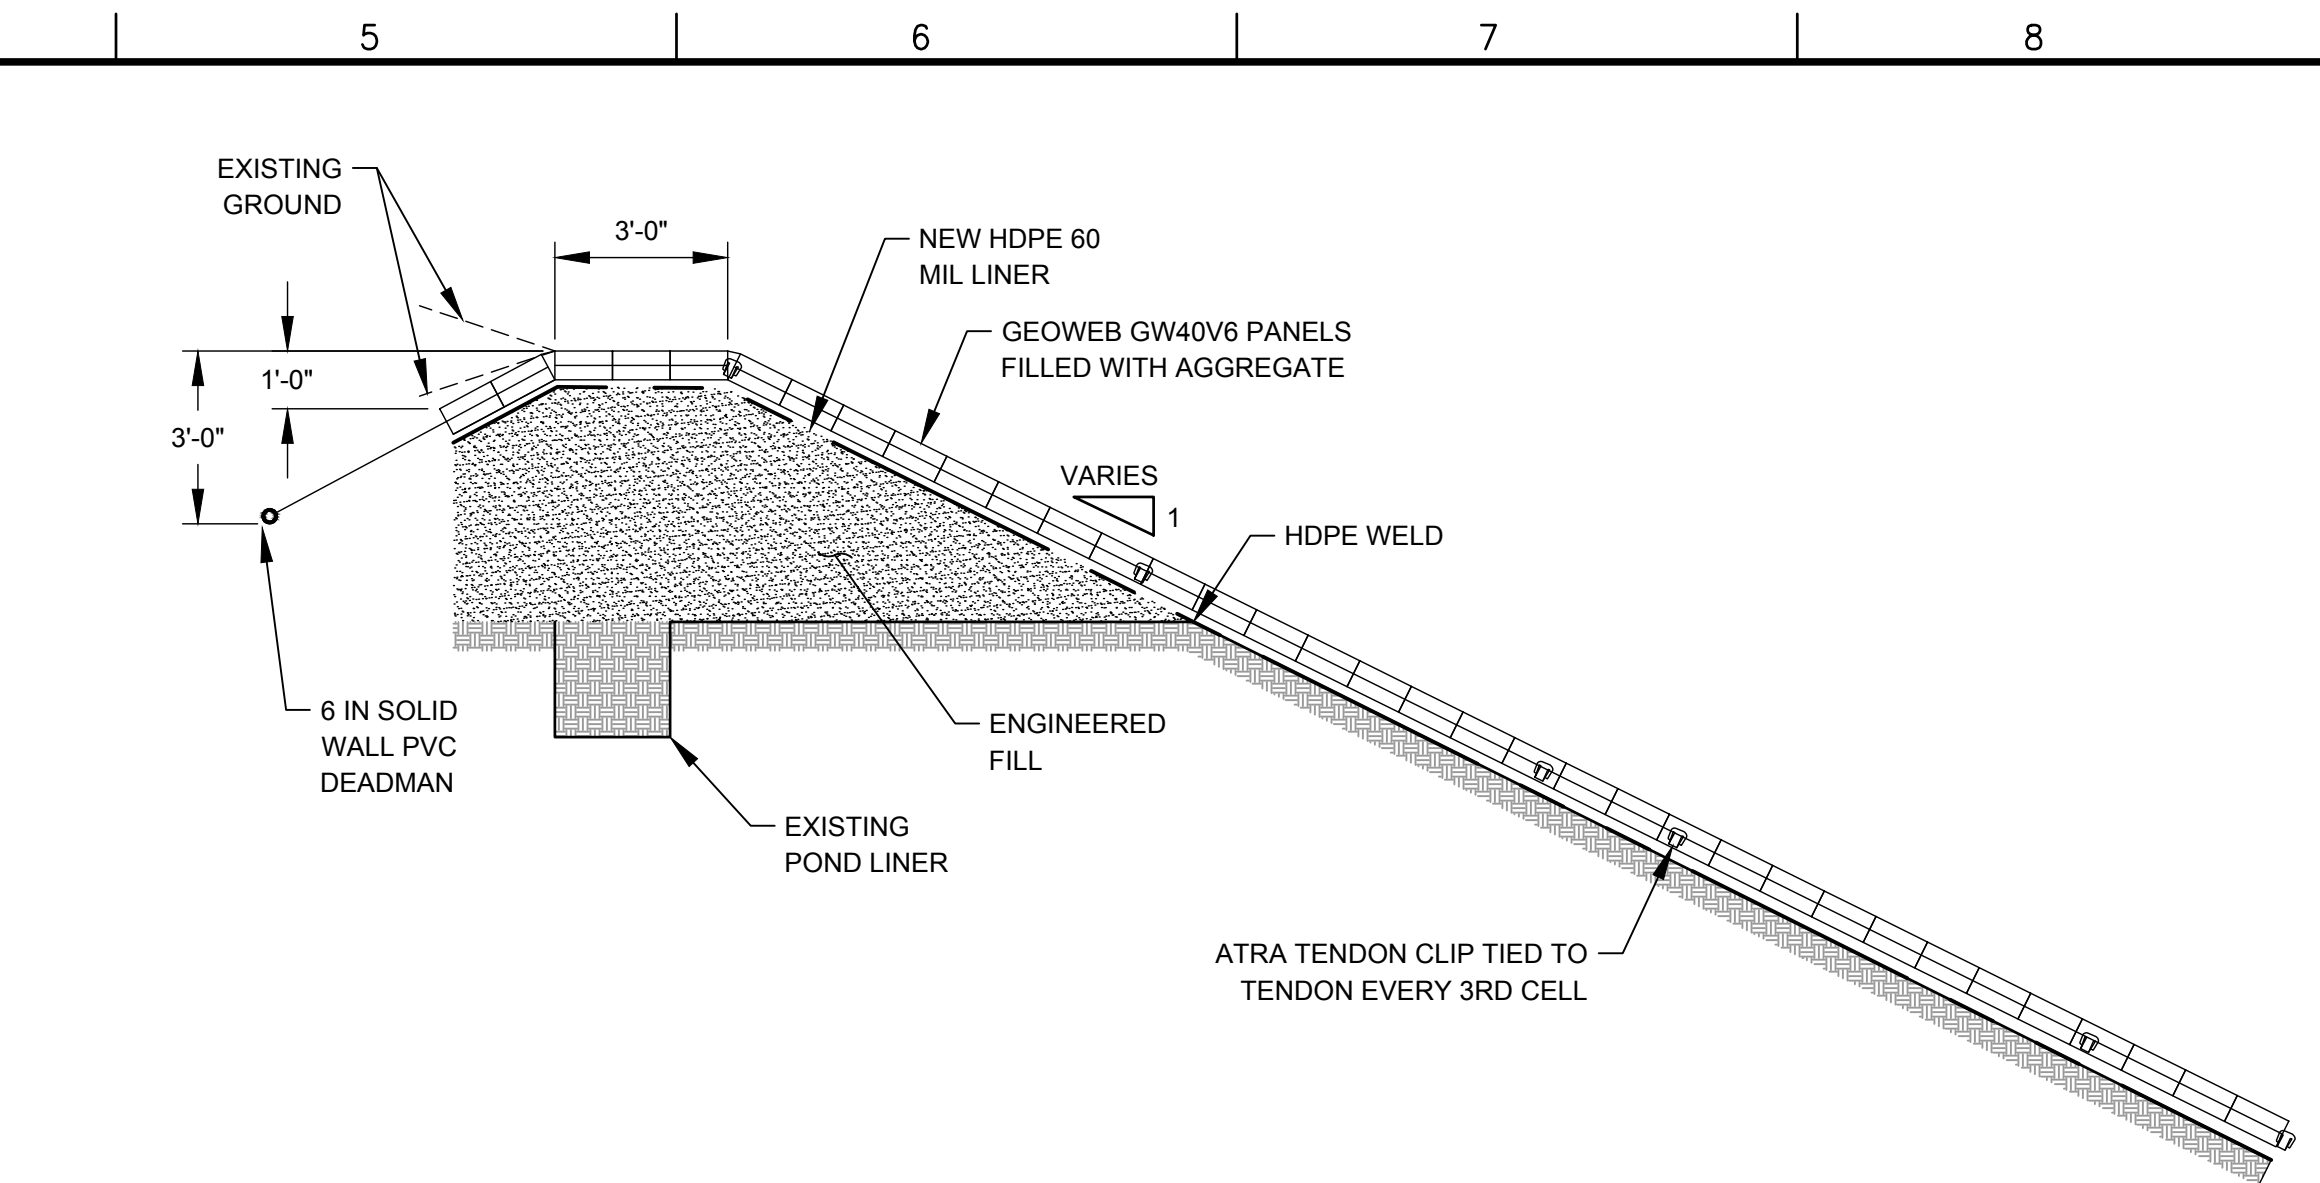 5 6 7 8
EXISTING
GROUND
3'-0"
NEW HDPE 60
MIL LINER
GEOWEB GW40V6 PANELS
FILLED WITH AGGREGATE
1'-0"
3'-0"
VARIES
1
HDPE WELD
6 IN SOLID
WALL PVC
DEADMAN
ENGINEERED
FILL
EXISTING
POND LINER
ATRA TENDON CLIP TIED TO
TENDON EVERY 3RD CELL